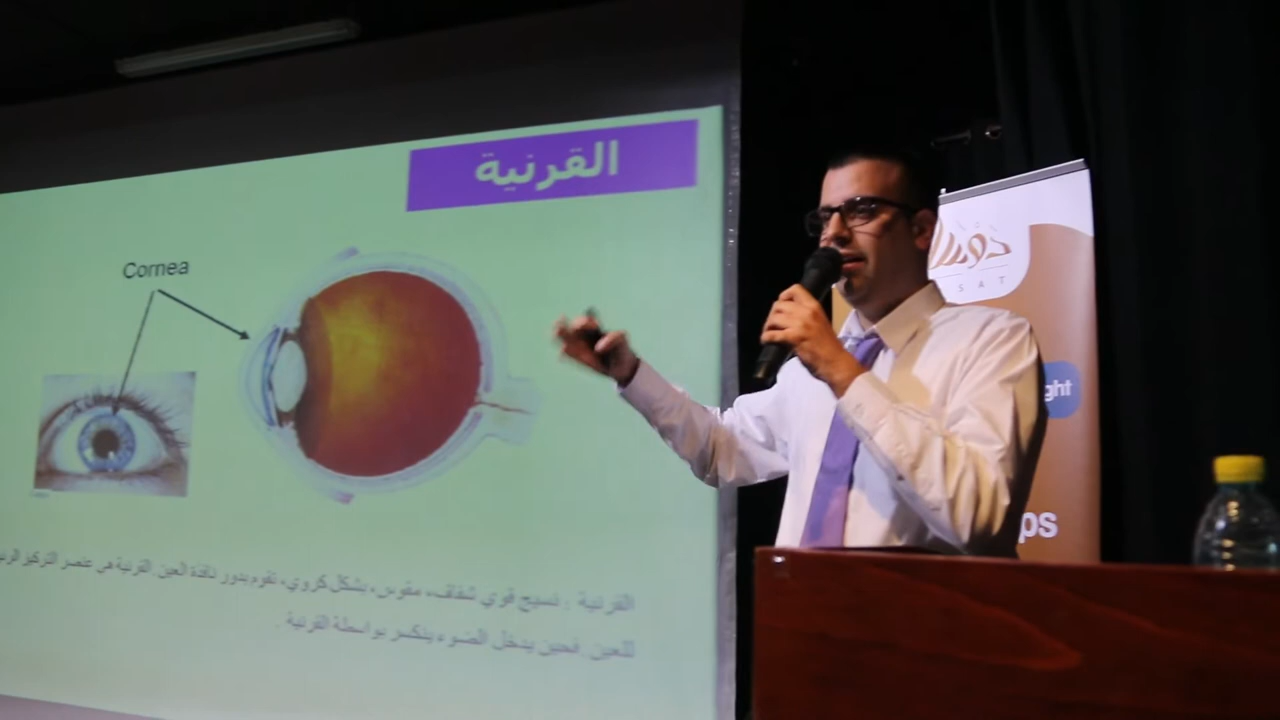 القرنية
Cornea
القرنية : نسيج قوي شفاف، مقوس، بشكل كروي، تقوم بدور نافذة العين. القرنية هي عنصر التركيز
للعين. فحين يدخل الضوء ينكسر بواسطة القرنية .
S A T
ght
ps